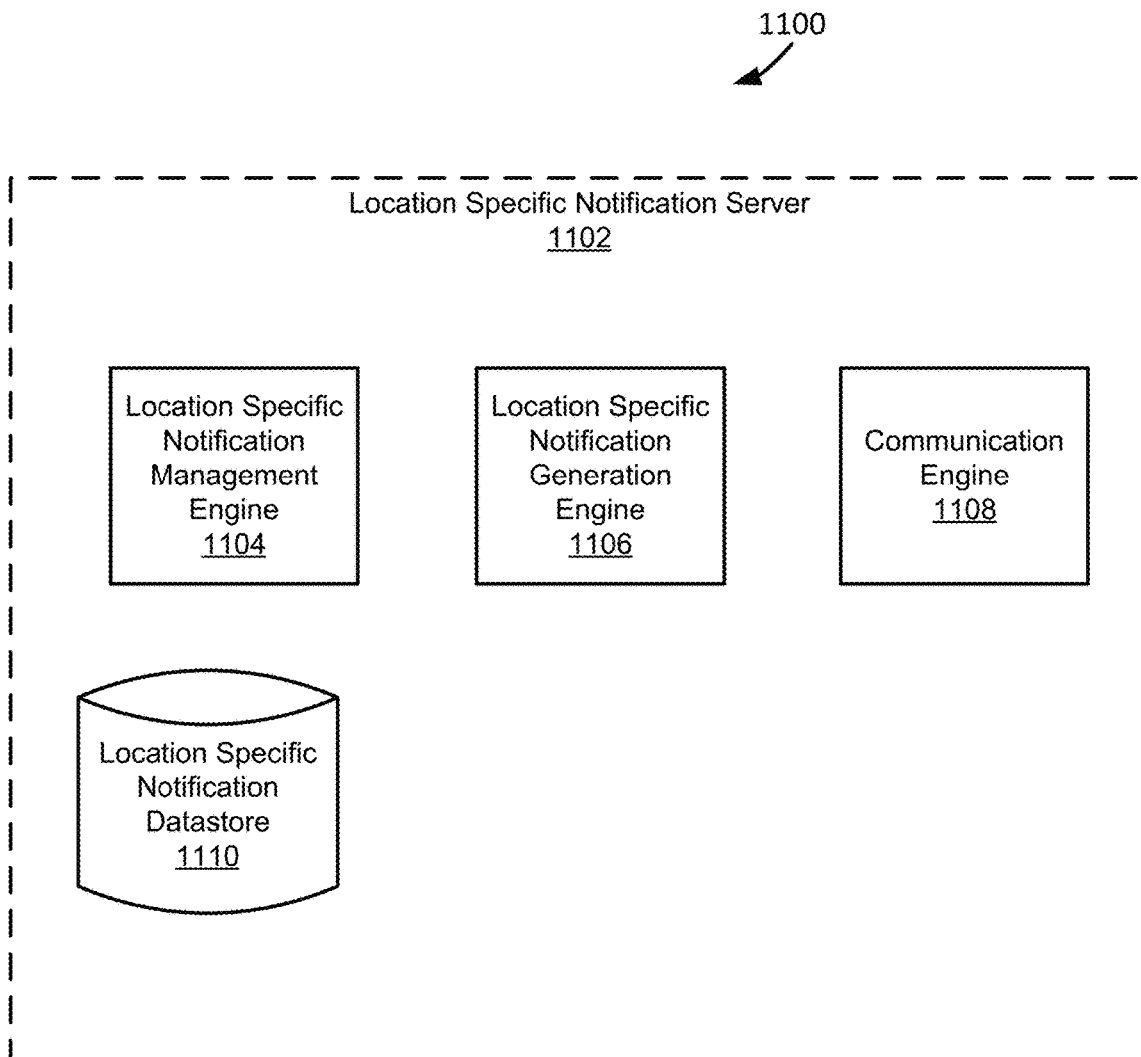 1100
Location Specific Notification Server
1102
Location Specific
Notification
Management
Engine
1104
Location Specific
Notification
Generation
Engine
1106
Communication
Engine
1108
Location Specific
Notification
Datastore
1110